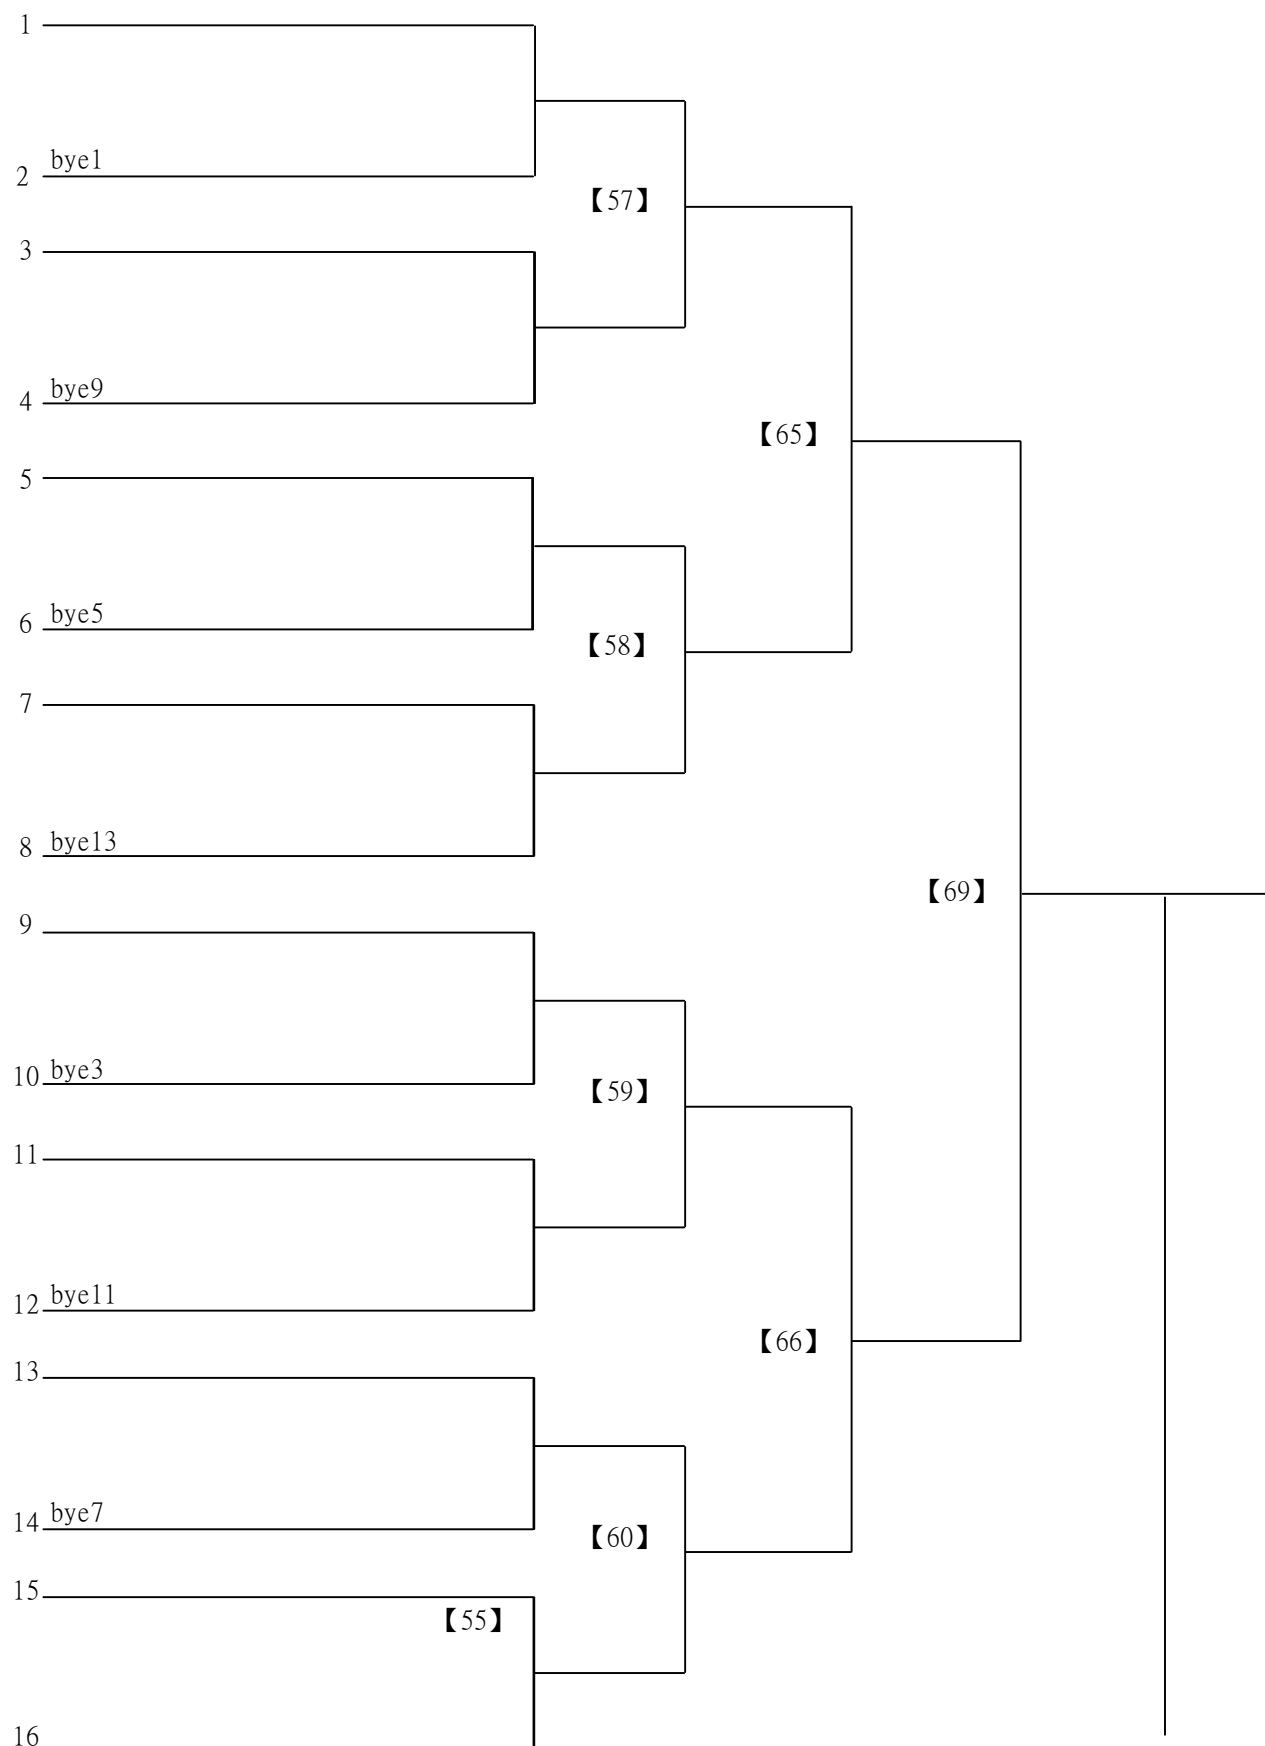 1
2 bye1
【57】
3
4 bye9
【65】
5
6 bye5
【58】
7
8 bye13
【69】
9
10 bye3
【59】
11
12 bye11
【66】
13
14 bye7
【60】
15
【55】
16